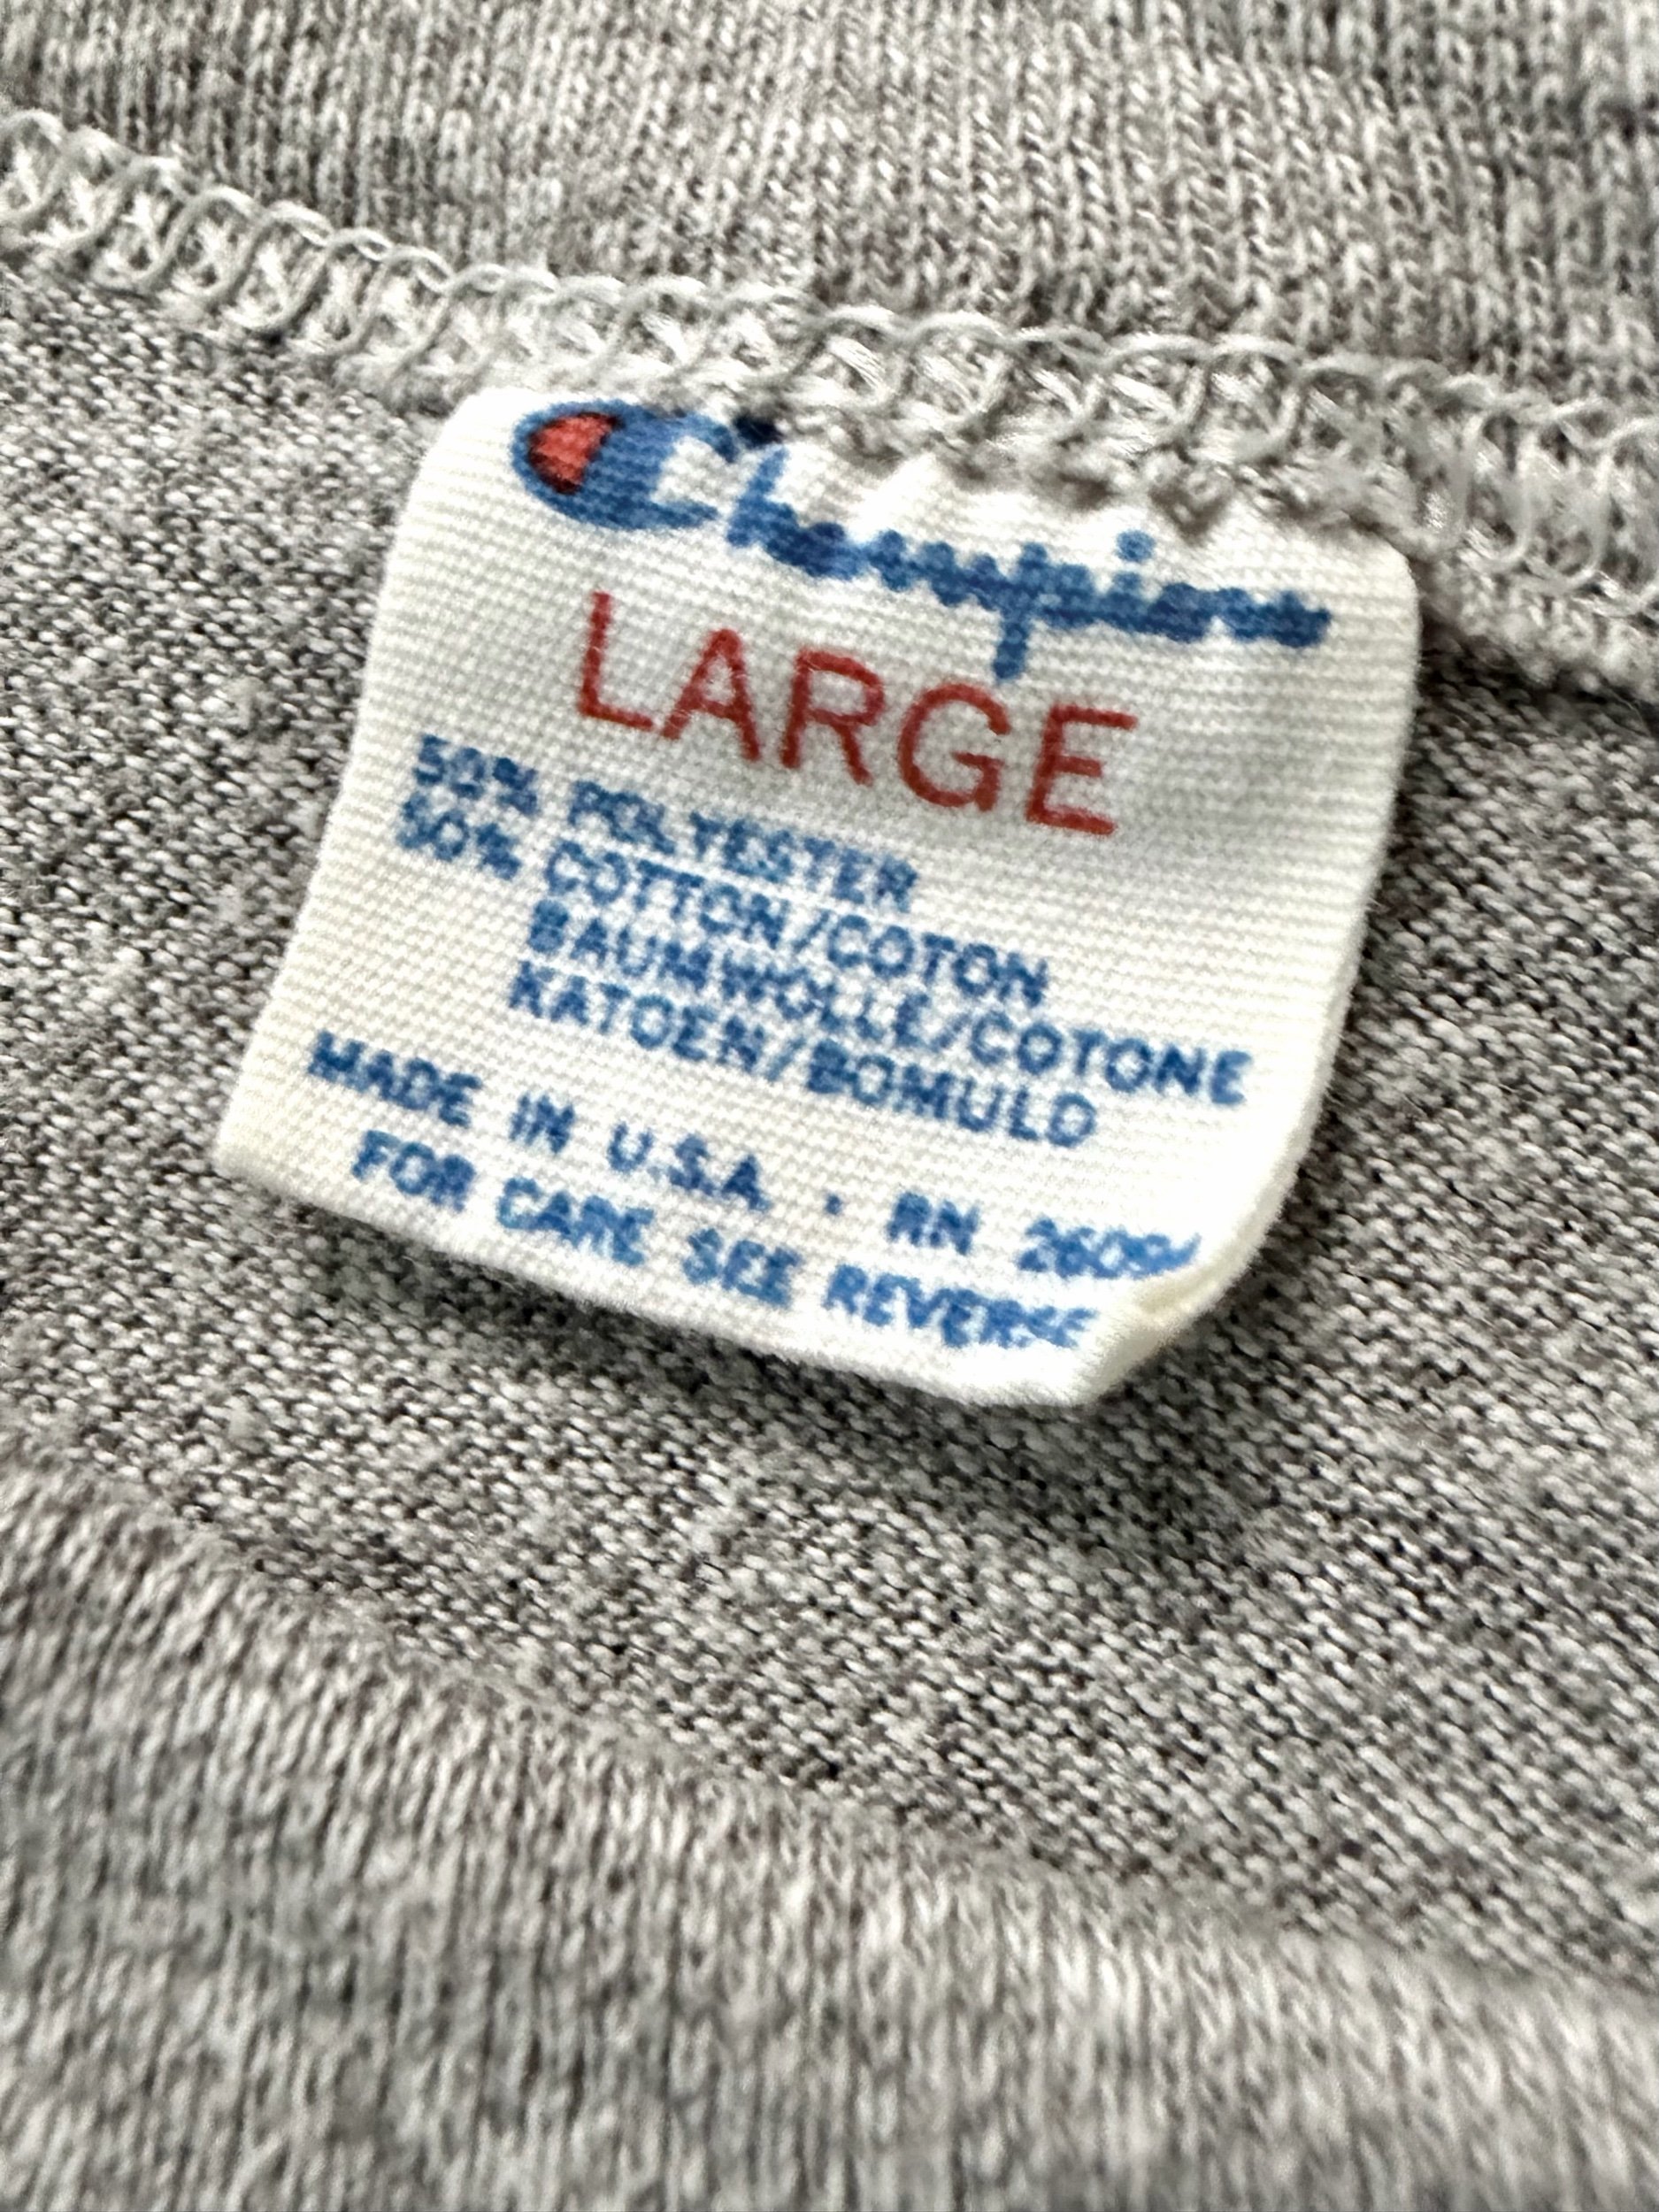 Champion
LARGE
50% POLYESTER
50% COTTON/COTON
BAUMWOLLE/COTONE
KATOEN/BOMULD
MADE IN U.S.A. • RN 26094
FOR CARE SEE REVERSE